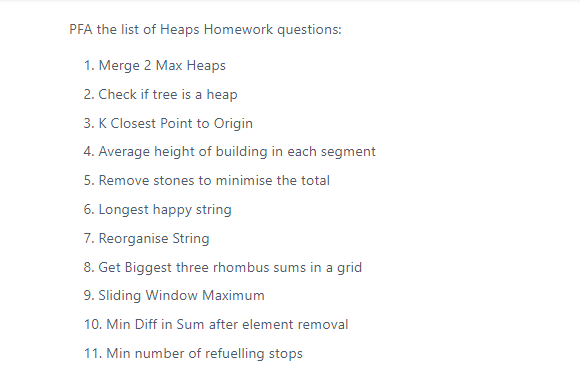 PFA the list of Heaps Homework questions:
1. Merge 2 Max Heaps
2. Check if tree is a heap
3. K Closest Point to Origin
4. Average height of building in each segment
5. Remove stones to minimise the total
6. Longest happy string
7. Reorganise String
8. Get Biggest three rhombus sums in a grid
9. Sliding Window Maximum
10. Min Diff in Sum after element removal
11. Min number of refuelling stops